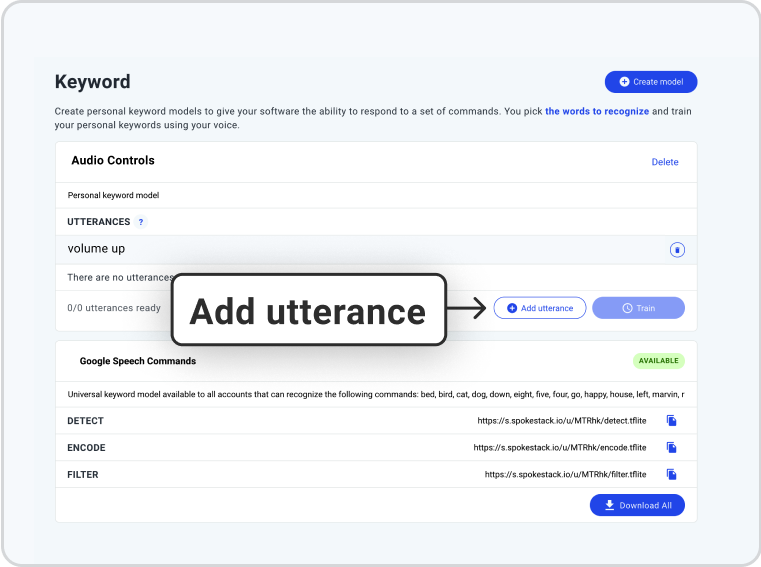 Keyword
Create model
Create personal keyword models to give your software the ability to respond to a set of commands. You pick the words to recognize and train
your personal keywords using your voice.
Audio Controls
Delete
Personal keyword model
UTTERANCES ?
volume up
There are no utterances
0/0 utterances ready
Add utterance
Add utterance
Train
Google Speech Commands
AVAILABLE
Universal keyword model available to all accounts that can recognize the following commands: bed, bird, cat, dog, down, eight, five, four, go, happy, house, left, marvin, r
DETECT
https://s.spokestack.io/u/MTRhk/detect.tflite
ENCODE
https://s.spokestack.io/u/MTRhk/encode.tflite
FILTER
https://s.spokestack.io/u/MTRhk/filter.tflite
Download All